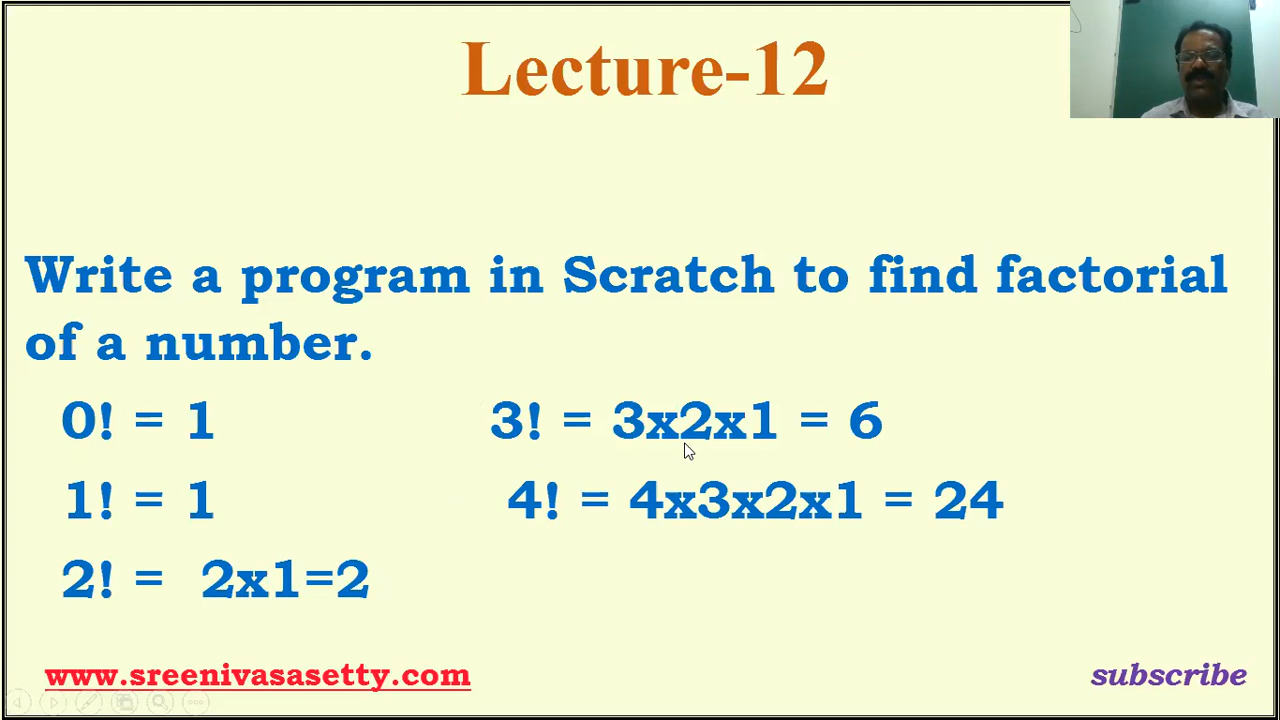 Lecture-12
Write a program in Scratch to find factorial
of a number.
0! = 1
3! = 3x2x1 = 6
1! = 1
4! = 4x3x2x1 = 24
2! = 2x1=2
www.sreenivasasetty.com
subscribe